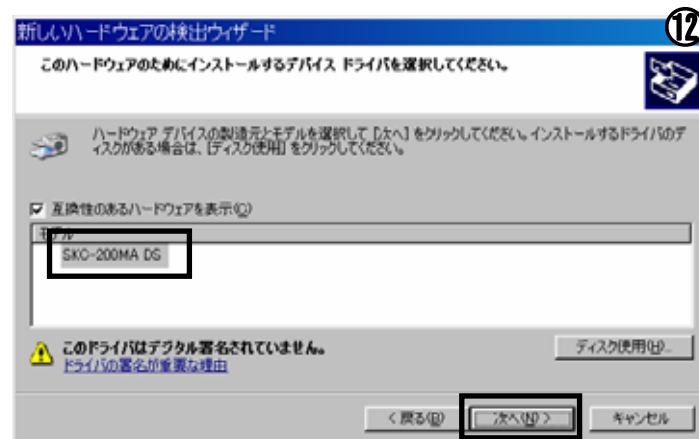 ⑫
新しいハードウェアの検出ウィザード
このハードウェアのためにインストールするデバイス ドライバを選択してください。
ハードウェア デバイスの製造元とモデルを選択して [次へ] をクリックしてください。インストールするドライバのデ
ィスクがある場合は、[ディスク使用] をクリックしてください。
互換性のあるハードウェアを表示(C)
モデル
SKC-200MA DS
このドライバはデジタル署名されていません。
ドライバの署名が重要な理由
ディスク使用(H)...
< 戻る(B)
次へ(N) >
キャンセル